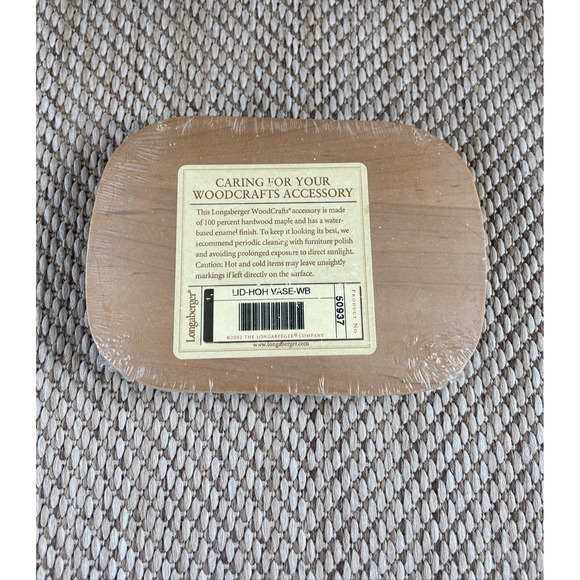 CARING FOR YOUR
WOODCRAFTS ACCESSORY
This Longaberger WoodCrafts® accessory is made
of 100 percent hardwood maple and has a water-
based enamel finish. To keep it looking its best, we
recommend periodic cleaning with furniture polish
and avoiding prolonged exposure to direct sunlight.
Caution: Hot and cold items may leave unsightly
markings if left directly on the surface.
Longaberger®
LID-HOH VASE-WB
50937
PRODUCT NO.
©2002 THE LONGABERGER® COMPANY
www.longaberger.com